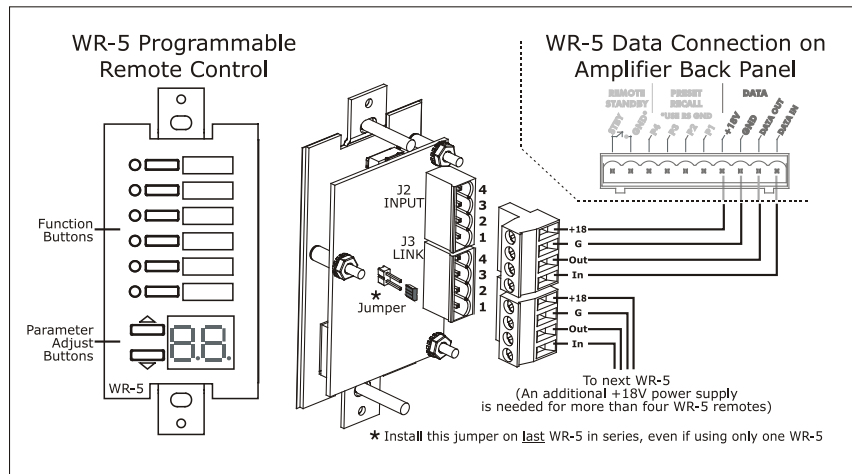 WR-5 Programmable
Remote Control
WR-5 Data Connection on
Amplifier Back Panel
REMOTE
STANDBY
PRESET
RECALL
*USE RS GND
DATA
STBY
GND*
P4
P3
P2
P1
+18V
GND
DATA OUT
DATA IN
J2
INPUT
4
3
2
1
J3
LINK
4
3
2
1
+18
G
Out
In
+18
G
Out
In
Function
Buttons
Parameter
Adjust
Buttons
88.
WR-5
*
Jumper
To next WR-5
(An additional +18V power supply
is needed for more than four WR-5 remotes)
* Install this jumper on last WR-5 in series, even if using only one WR-5